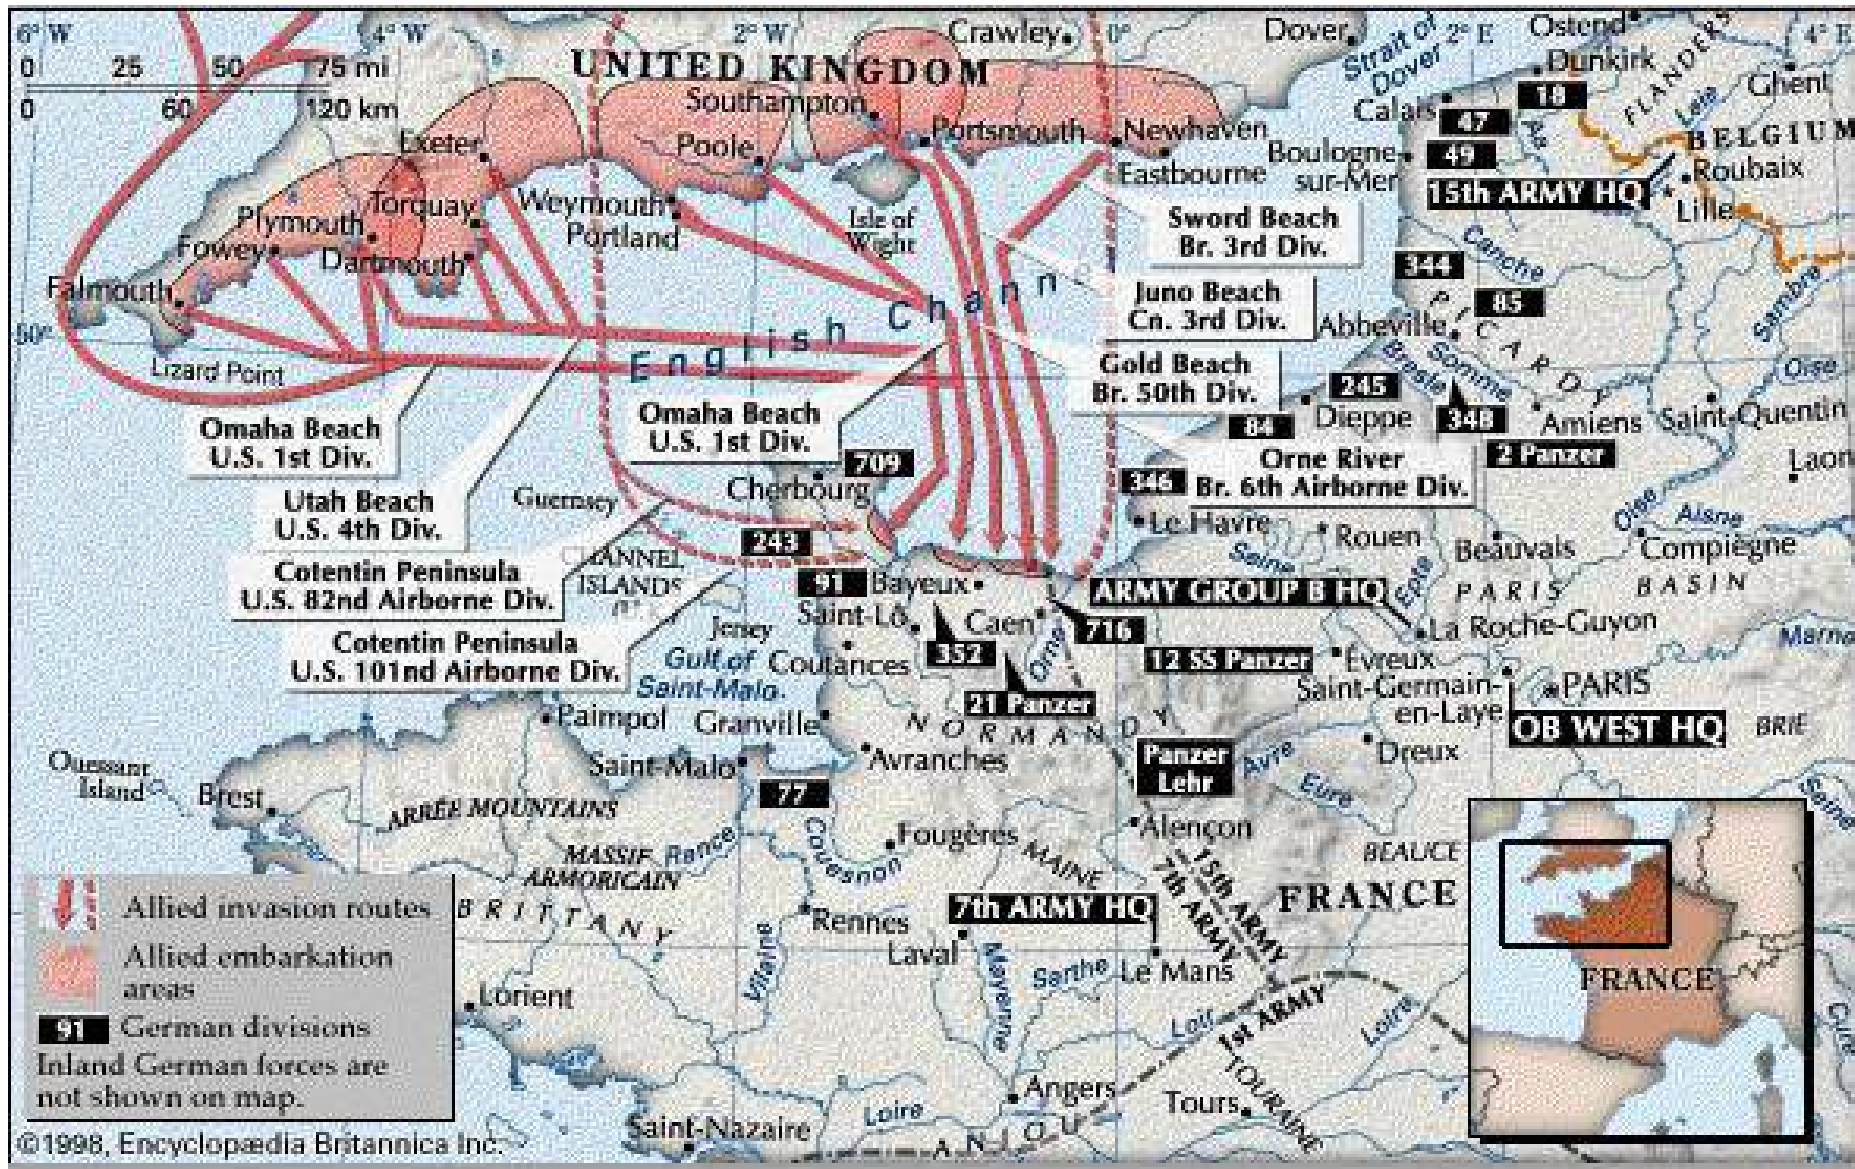 6° W
4° W
2° W
0°
2° E
4° E
0 25 50 75 mi
0 60 120 km
UNITED KINGDOM
Crawley
Dover
Strait of
Dover
Ostend
Dunkirk
Calais
18
47
49
FLANDERS
Leie
Ghent
BELGIUM
Southampton
Portsmouth
Newhaven
Eastbourne
Exeter
Poole
Boulogne-
sur-Mer
Roubaix
15th ARMY HQ
Lille
Aa
Plymouth
Torquay
Weymouth
Portland
Isle of
Wight
Fowey
Dartmouth
Falmouth
Sword Beach
Br. 3rd Div.
344
Canche
85
PICARDY
Sambre
50°
Lizard Point
English Chann
Juno Beach
Cn. 3rd Div.
Abbeville
Somme
Bresle
Oise
Gold Beach
Br. 50th Div.
245
Dieppe
84
348
Amiens
Saint-Quentin
2 Panzer
Laon
Omaha Beach
U.S. 1st Div.
Omaha Beach
U.S. 1st Div.
709
Cherbourg
346
Orne River
Br. 6th Airborne Div.
Utah Beach
U.S. 4th Div.
Guernsey
Le Havre
Rouen
Seine
Beauvais
Oise
Aisne
Compiègne
243
CHANNEL
ISLANDS
Cotentin Peninsula
U.S. 82nd Airborne Div.
91
Bayeux
ARMY GROUP B HQ
Epte
PARIS BASIN
Saint-Lô
Caen
716
La Roche-Guyon
Marne
Jersey
Cotentin Peninsula
U.S. 101nd Airborne Div.
Gulf of
Saint-Malo
Coutances
352
Orne
12 SS Panzer
Évreux
Saint-Germain-
en-Laye
PARIS
21 Panzer
Paimpol
Granville
NORMANDY
OB WEST HQ
BRIE
Ouessant
Island
Brest
Saint-Malo
Avranches
Panzer
Lehr
Avre
Dreux
Eure
Seine
77
ARRÉE MOUNTAINS
Couesnon
Fougères
MAINE
Alençon
BEAUCE
MASSIF
ARMORICAIN
Rance
15th ARMY
7th ARMY
FRANCE
BRITTANY
Rennes
7th ARMY HQ
Laval
Vilaine
Mayenne
Sarthe
Le Mans
Lorient
Loir
1st ARMY
Loire
TOURAINE
Angers
Tours
Loire
ANJOU
Saint-Nazaire
FRANCE
Cure
Allied invasion routes
Allied embarkation
areas
91 German divisions
Inland German forces are
not shown on map.
©1998, Encyclopædia Britannica Inc.